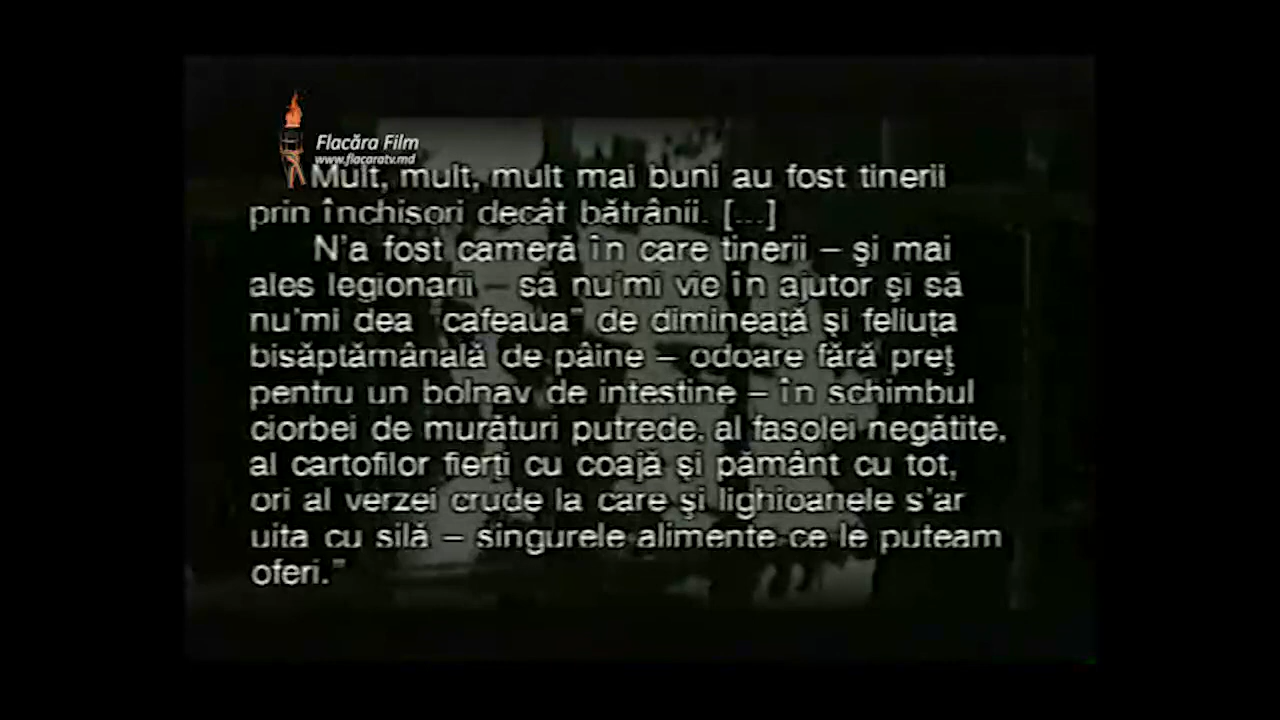 Flacăra Film
www.flacaratv.md
Mult, mult, mult mai buni au fost tinerii
prin închisori decât bătrânii. [...]
N'a fost cameră în care tinerii – şi mai
ales legionarii – să nu'mi vie în ajutor şi să
nu'mi dea "cafeaua" de dimineaţă şi feliuţa
bisăptămânală de pâine – odoare fără preţ
pentru un bolnav de intestine – în schimbul
ciorbei de murături putrede, al fasolei negătite,
al cartofilor fierţi cu coajă şi pământ cu tot,
ori al verzei crude la care şi lighioanele s'ar
uita cu silă – singurele alimente ce le puteam
oferi."